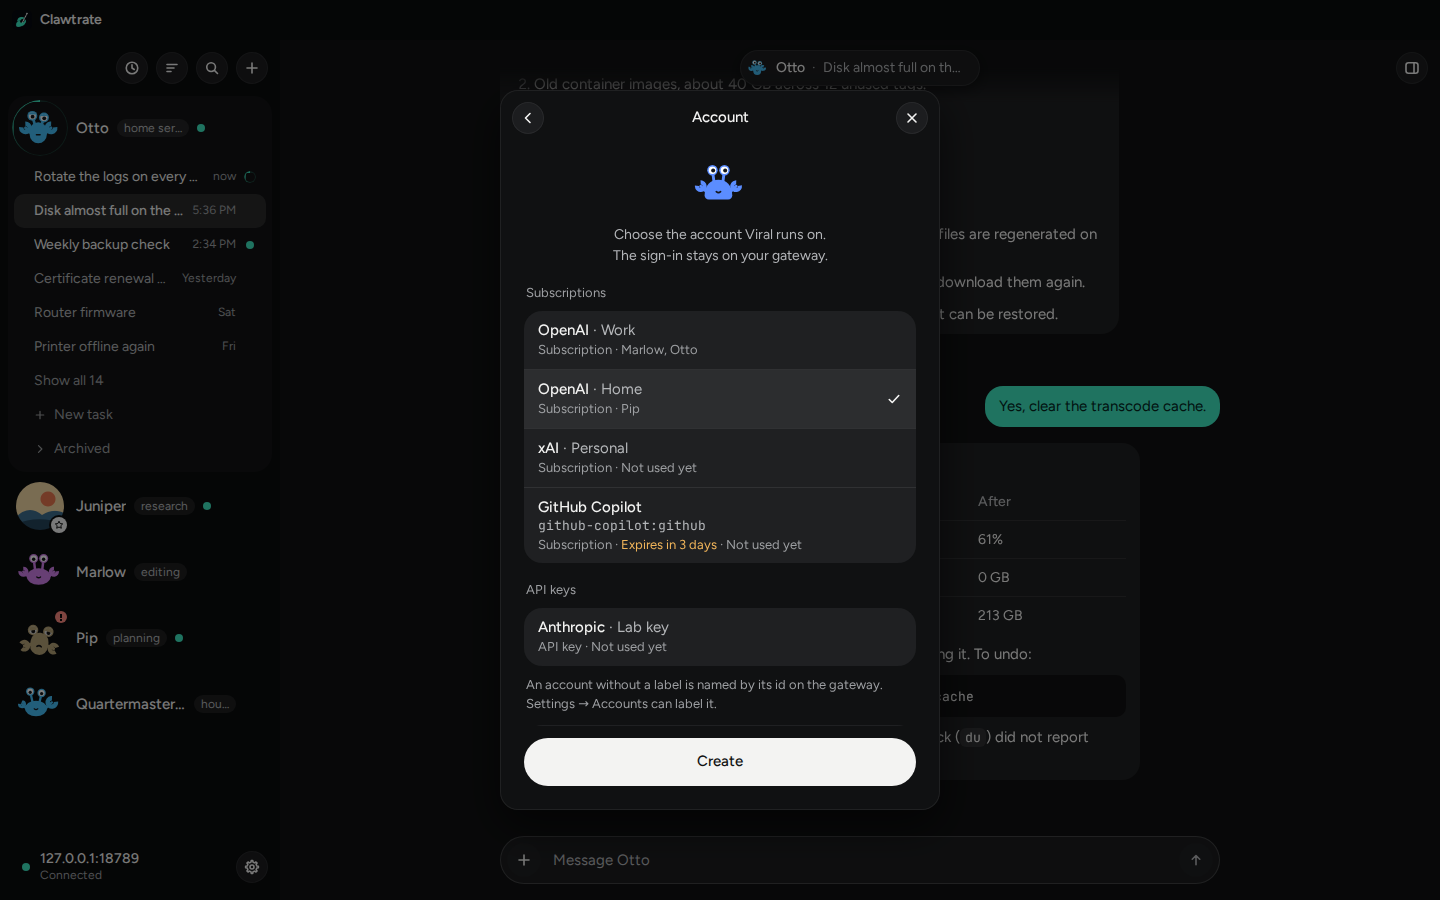 Clawtrate
Otto
home ser...
Rotate the logs on every ...
now
Disk almost full on the ...
5:36 PM
Weekly backup check
2:34 PM
Certificate renewal ...
Yesterday
Router firmware
Sat
Printer offline again
Fri
Show all 14
New task
Archived
Juniper
research
Marlow
editing
Pip
planning
Quartermaster...
hou...
127.0.0.1:18789
Connected
Otto · Disk almost full on th...
2. Old container images, about 40 GB across 12 unused tags.
files are regenerated on
download them again.
t can be restored.
Yes, clear the transcode cache.
After
61%
0 GB
213 GB
ng it. To undo:
cache
ck ( du ) did not report
Message Otto
Account
Choose the account Viral runs on.
The sign-in stays on your gateway.
Subscriptions
OpenAI · Work
Subscription · Marlow, Otto
OpenAI · Home
Subscription · Pip
xAI · Personal
Subscription · Not used yet
GitHub Copilot
github-copilot:github
Subscription · Expires in 3 days · Not used yet
API keys
Anthropic · Lab key
API key · Not used yet
An account without a label is named by its id on the gateway.
Settings → Accounts can label it.
Create